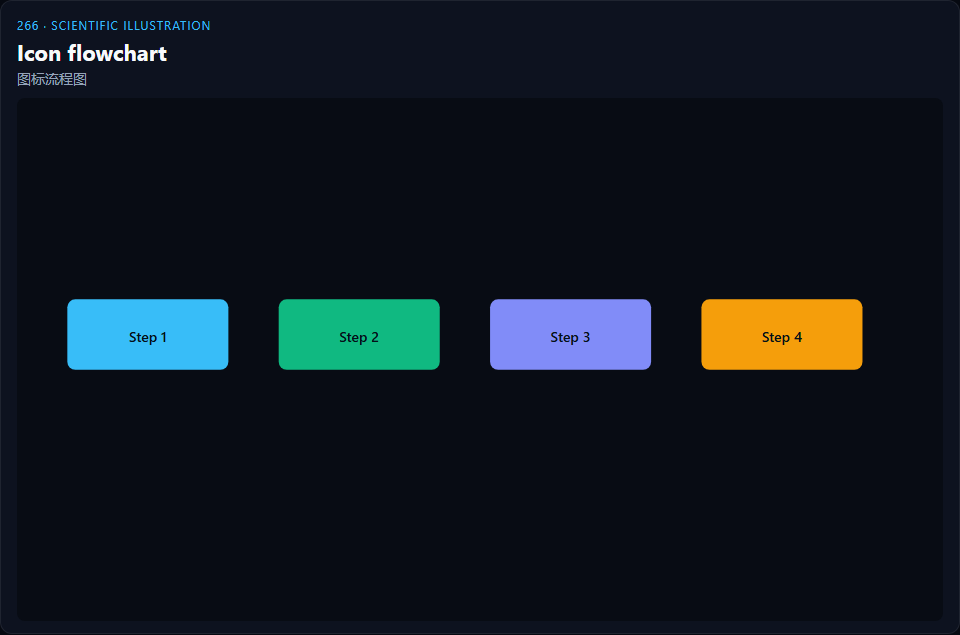 266 · SCIENTIFIC ILLUSTRATION
Icon flowchart
图标流程图
Step 1
Step 2
Step 3
Step 4